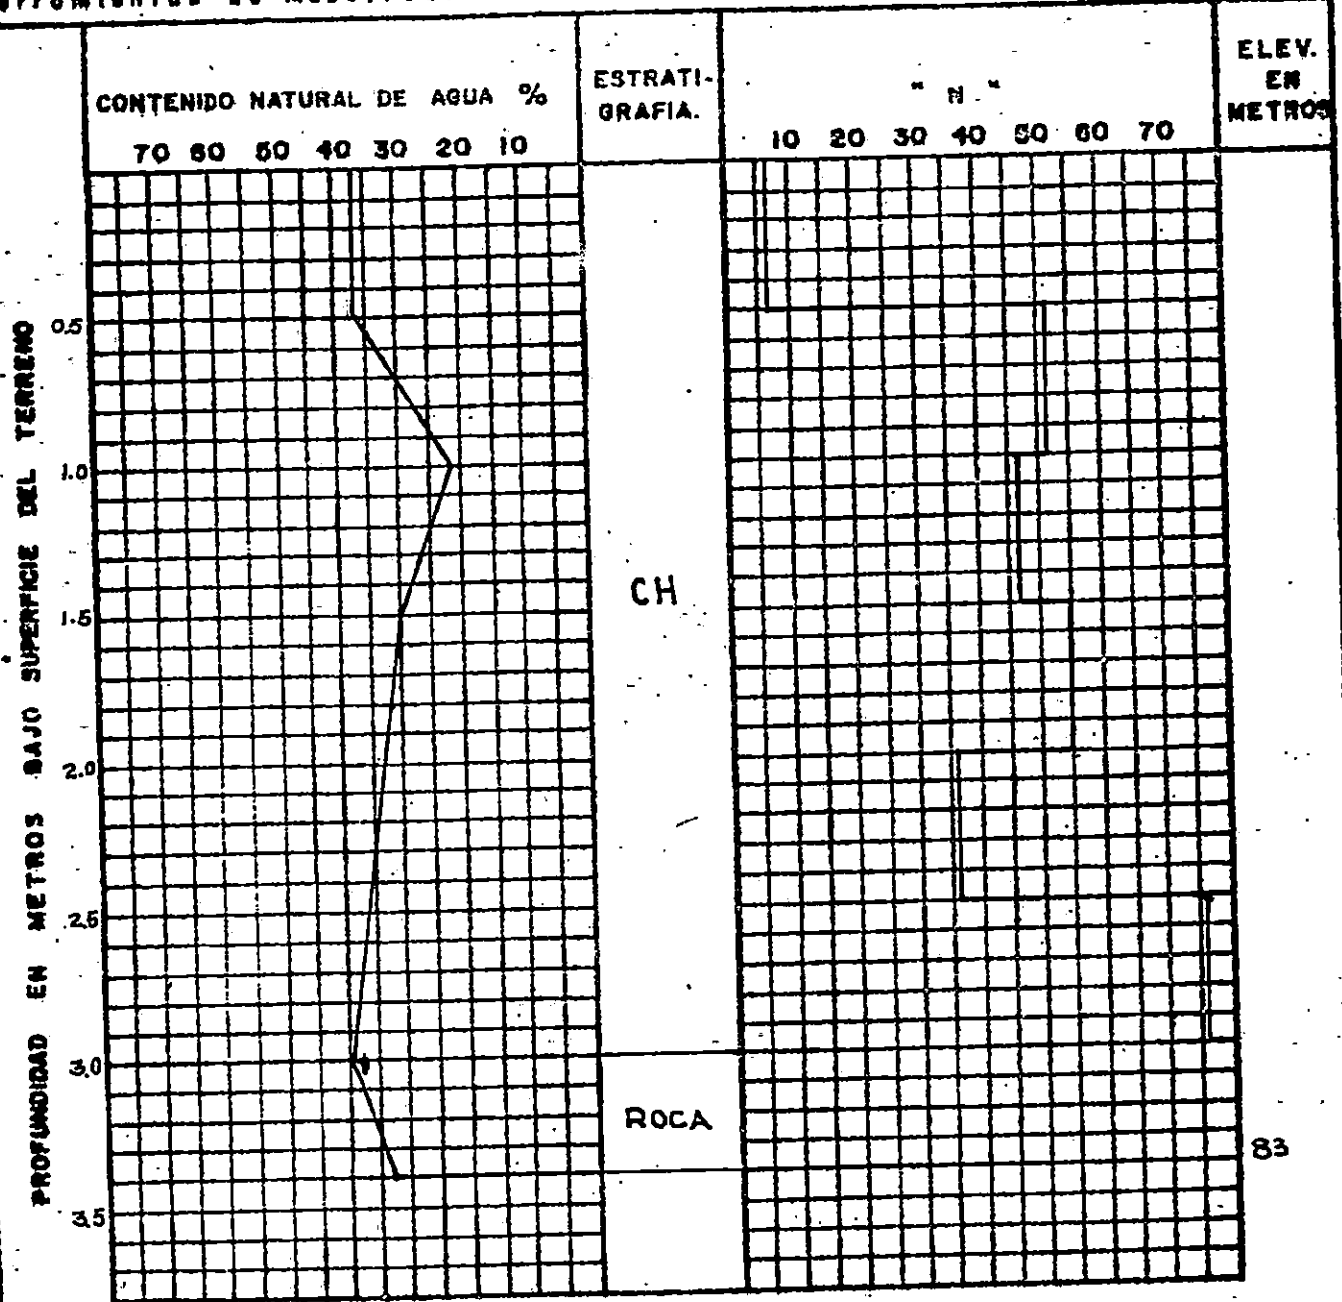 CONTENIDO NATURAL DE AGUA %
70 60 50 40 30 20 10
ESTRATI-
GRAFIA.
" N "
10 20 30 40 50 60 70
ELEV.
EN
METROS
PROFUNDIDAD EN METROS BAJO SUPERFICIE DEL TERRENO
0.5
1.0
1.5
2.0
2.5
3.0
3.5
CH
ROCA
83